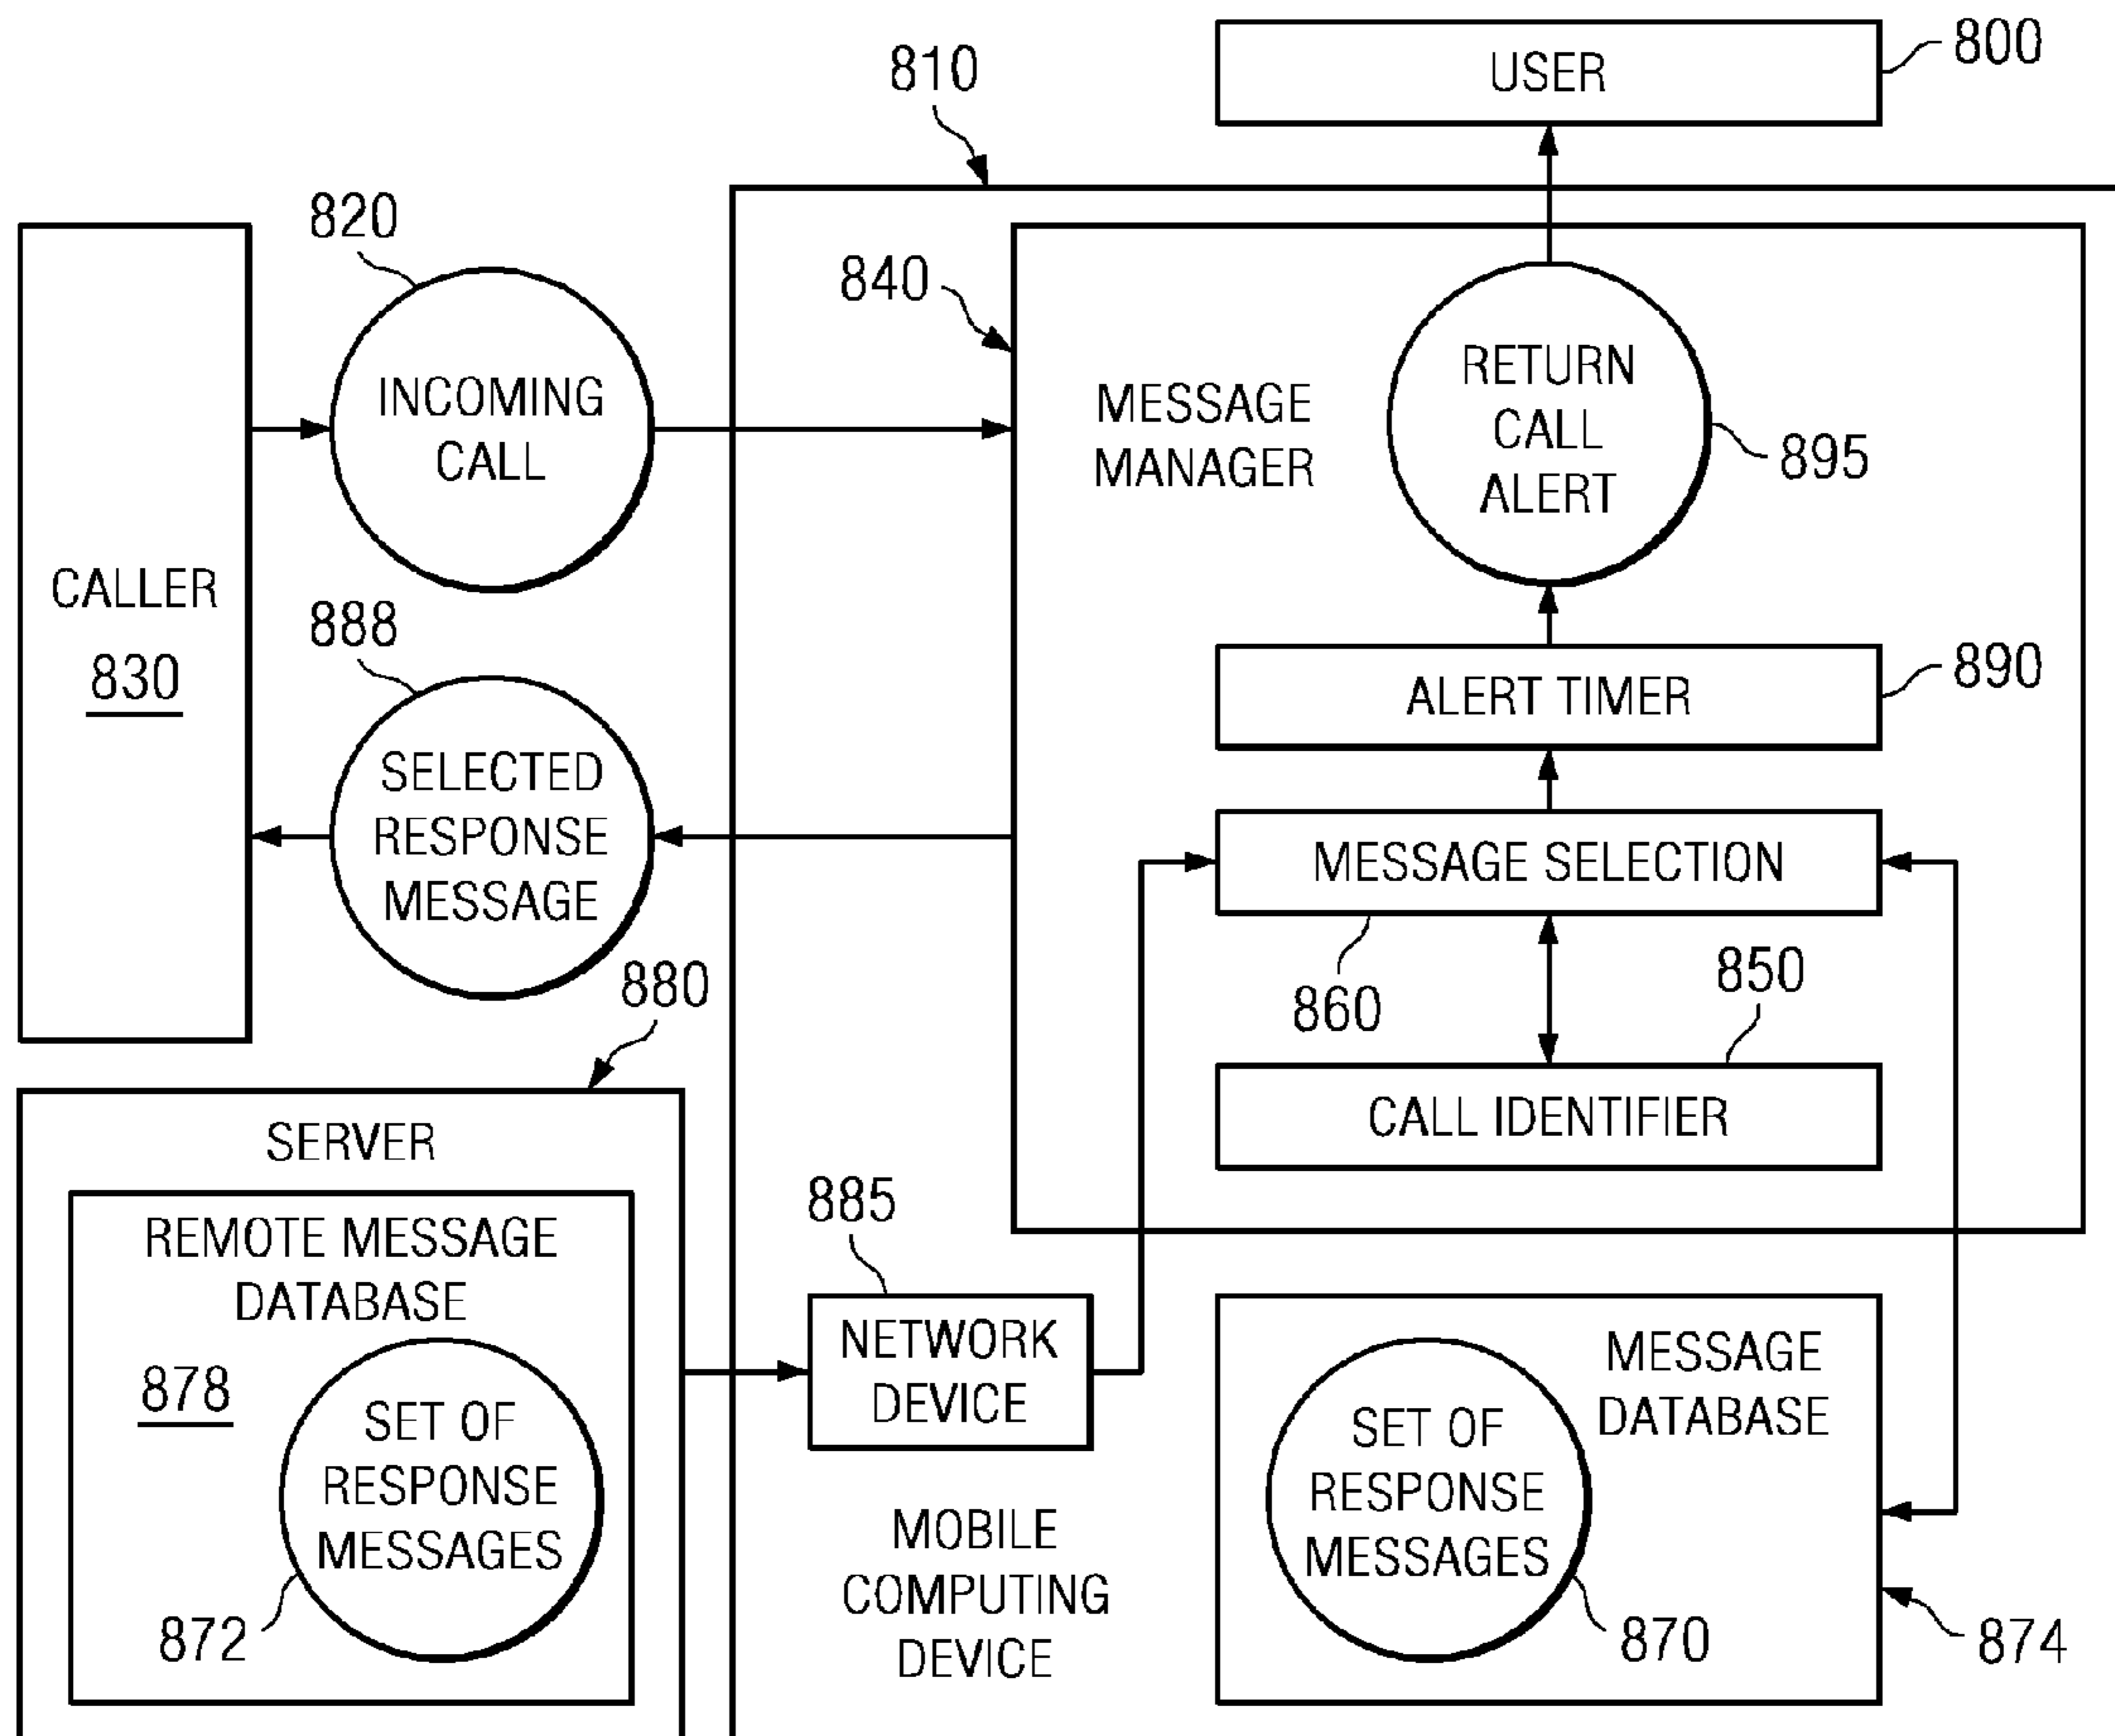 USER
800
810
820
INCOMING
CALL
CALLER
830
888
SELECTED
RESPONSE
MESSAGE
840
MESSAGE
MANAGER
RETURN
CALL
ALERT
895
ALERT TIMER
890
MESSAGE SELECTION
860
850
CALL IDENTIFIER
880
SERVER
REMOTE MESSAGE
DATABASE
878
SET OF
RESPONSE
MESSAGES
872
885
NETWORK
DEVICE
MOBILE
COMPUTING
DEVICE
MESSAGE
DATABASE
SET OF
RESPONSE
MESSAGES
870
874